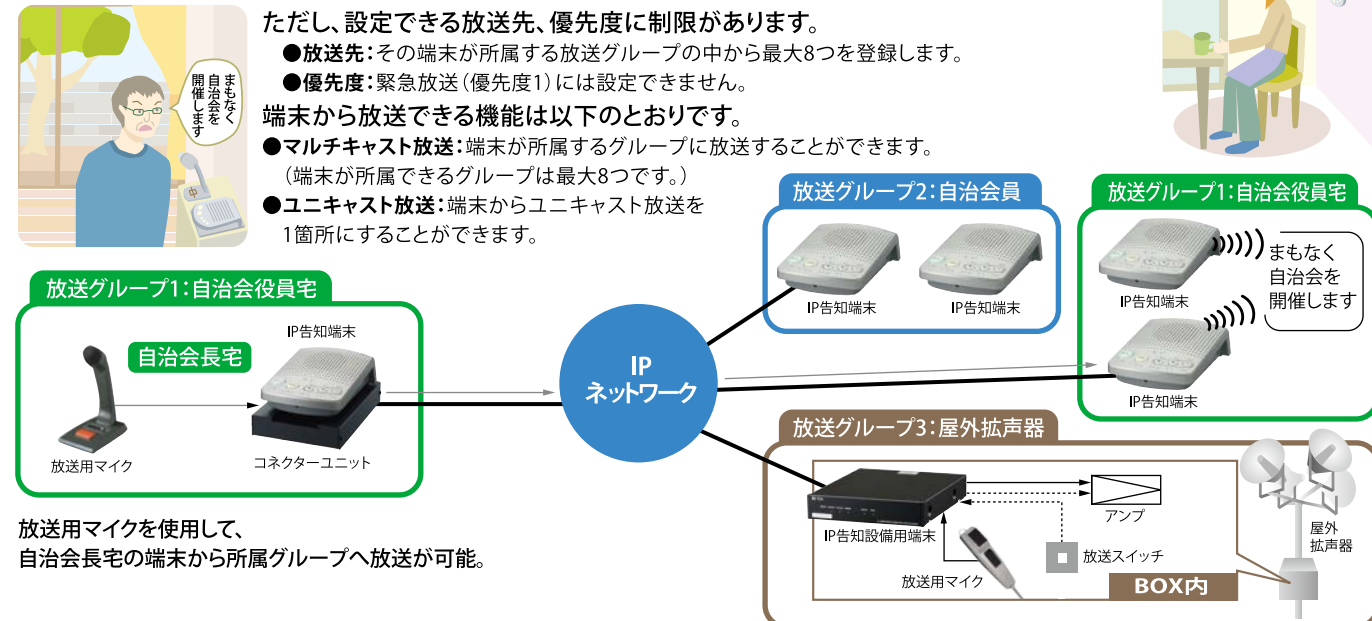 ただし、設定できる放送先、優先度に制限があります。
●放送先：その端末が所属する放送グループの中から最大8つを登録します。
●優先度：緊急放送（優先度1）には設定できません。
端末から放送できる機能は以下のとおりです。
●マルチキャスト放送：端末が所属するグループに放送することができます。
（端末が所属できるグループは最大8つです。）
●ユニキャスト放送：端末からユニキャスト放送を
1箇所にすることができます。
まもなく
自治会を
開催します
放送グループ1：自治会役員宅
自治会長宅
IP告知端末
放送用マイク
コネクターユニット
放送用マイクを使用して、
自治会長宅の端末から所属グループへ放送が可能。
IP
ネットワーク
放送グループ2：自治会員
IP告知端末
IP告知端末
放送グループ1：自治会役員宅
IP告知端末
IP告知端末
まもなく
自治会を
開催します
放送グループ3：屋外拡声器
IP告知設備用端末
アンプ
放送スイッチ
放送用マイク
BOX内
屋外
拡声器